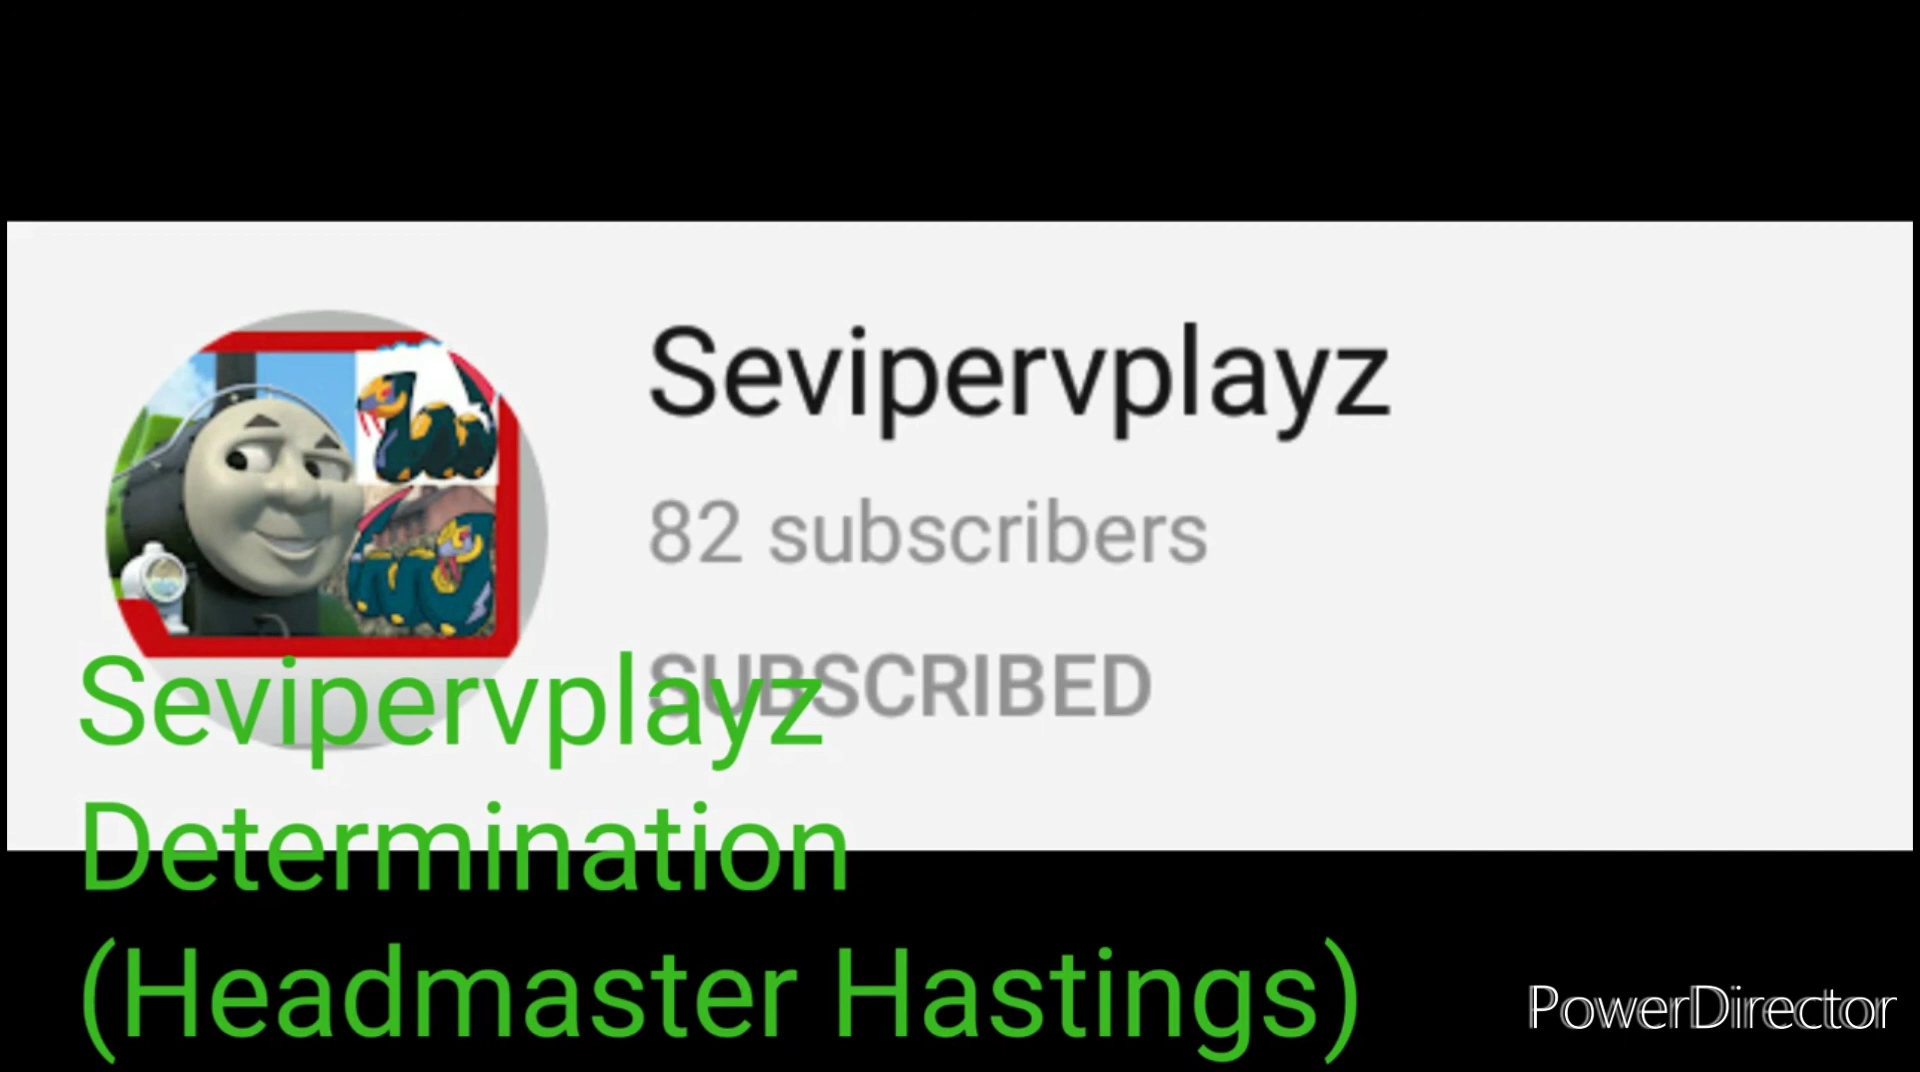 Sevipervplayz
82 subscribers
SUBSCRIBED
Sevipervplayz
Determination
(Headmaster Hastings)
PowerDirector